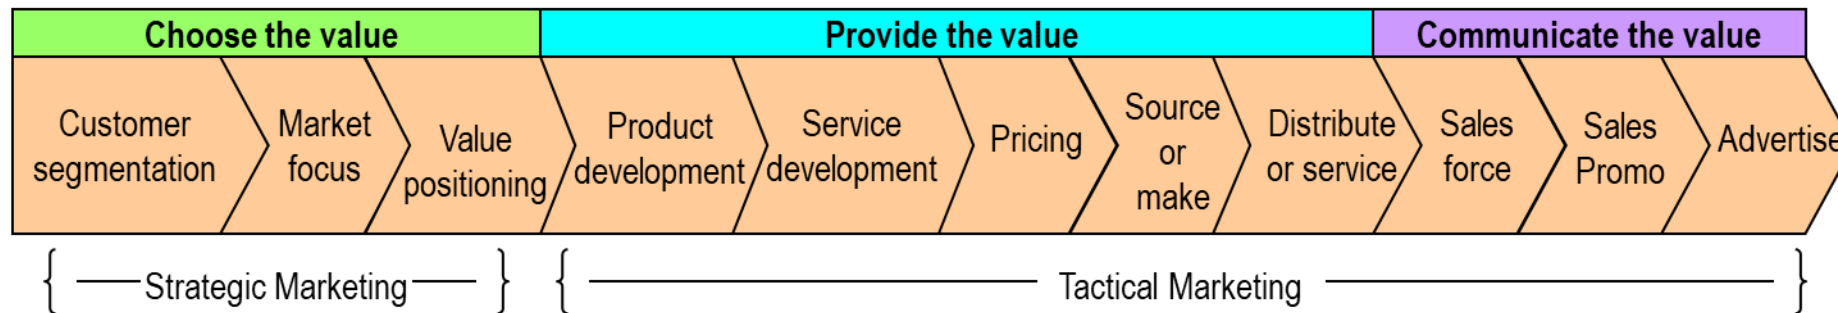 Choose the value
Provide the value
Communicate the value
Customer
segmentation
Market
focus
Value
positioning
Product
development
Service
development
Pricing
Source
or
make
Distribute
or service
Sales
force
Sales
Promo
Advertise
Strategic Marketing
Tactical Marketing